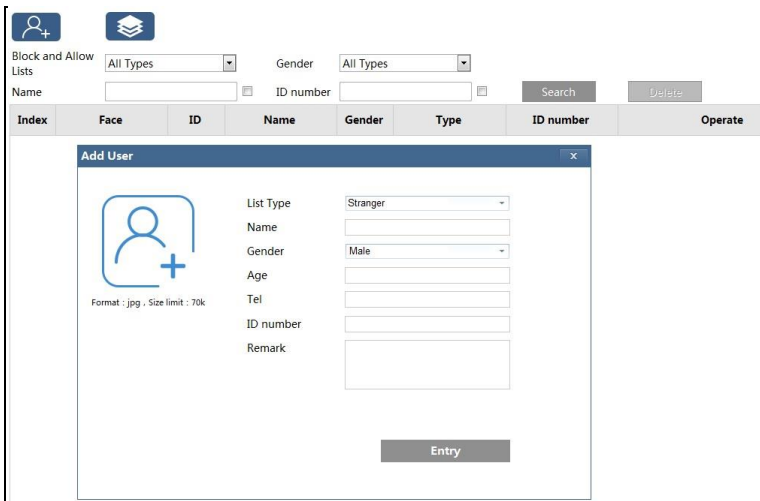 Block and Allow Lists All Types Gender All Types
Name ID number Search Delete
Index Face ID Name Gender Type ID number Operate
Add User x
List Type Stranger
Name
Gender Male
Age
Format : jpg , Size limit : 70k
Tel
ID number
Remark
Entry